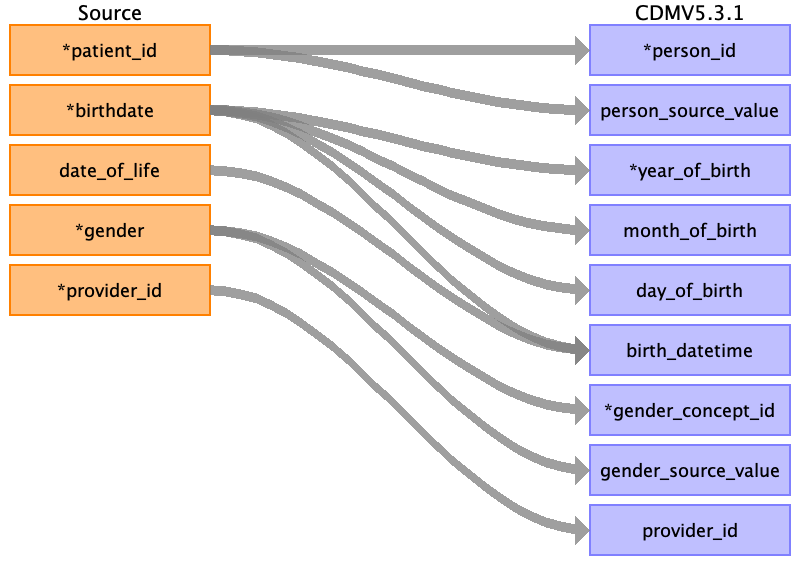 Source
CDMV5.3.1
*patient_id
*person_id
*birthdate
person_source_value
date_of_life
*year_of_birth
*gender
month_of_birth
*provider_id
day_of_birth
birth_datetime
*gender_concept_id
gender_source_value
provider_id